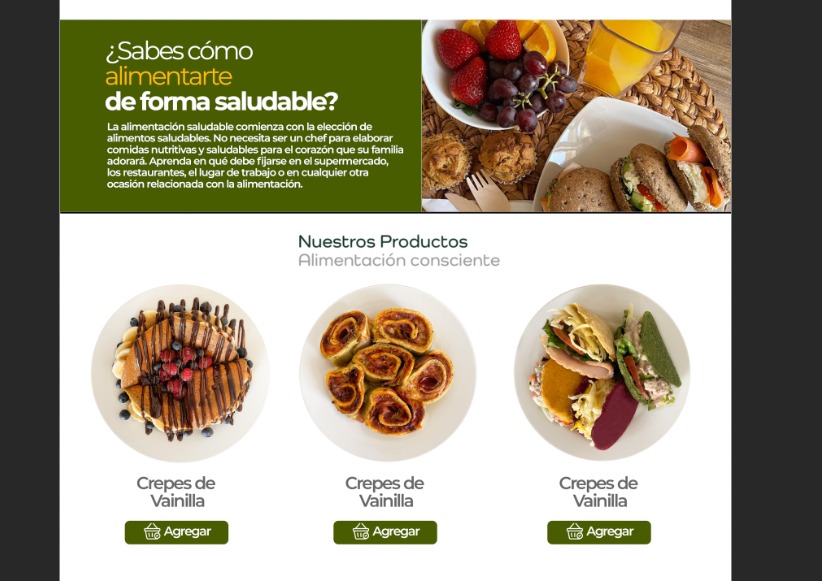 ¿Sabes cómo
alimentarte
de forma saludable?
La alimentación saludable comienza con la elección de
alimentos saludables. No necesita ser un chef para elaborar
comidas nutritivas y saludables para el corazón que su familia
adorará. Aprenda en qué debe fijarse en el supermercado,
los restaurantes, el lugar de trabajo o en cualquier otra
ocasión relacionada con la alimentación.
Nuestros Productos
Alimentación consciente
Crepes de
Vainilla
Agregar
Crepes de
Vainilla
Agregar
Crepes de
Vainilla
Agregar